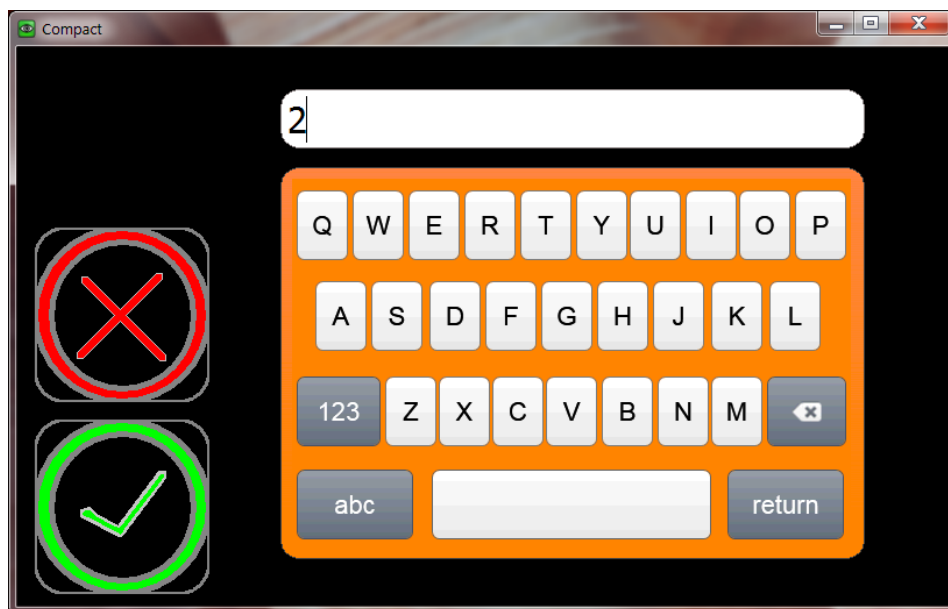 Compact
2
Q W E R T Y U I O P
A S D F G H J K L
123 Z X C V B N M
abc return